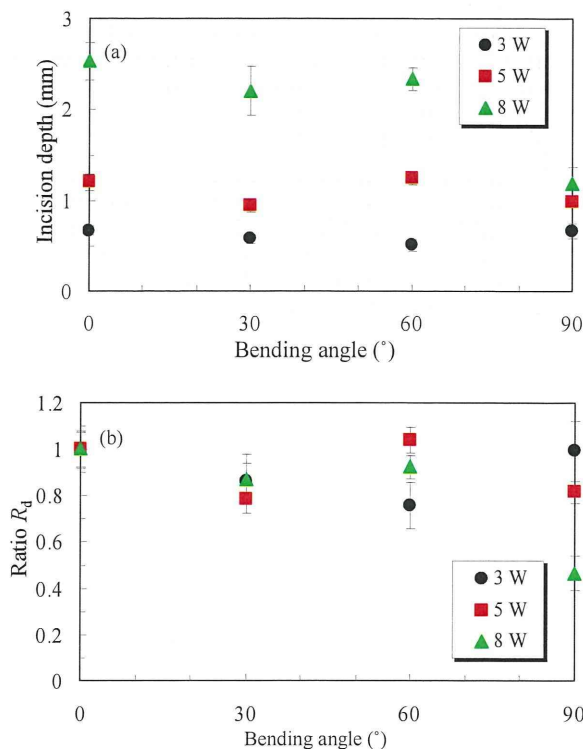 3
(a)
3 W
5 W
8 W
2
1
0
Incision depth (mm)
0 30 60 90
Bending angle (˚)
1.2
(b)
1
0.8
0.6
0.4
0.2
0
Ratio Rd
3 W
5 W
8 W
0 30 60 90
Bending angle (˚)